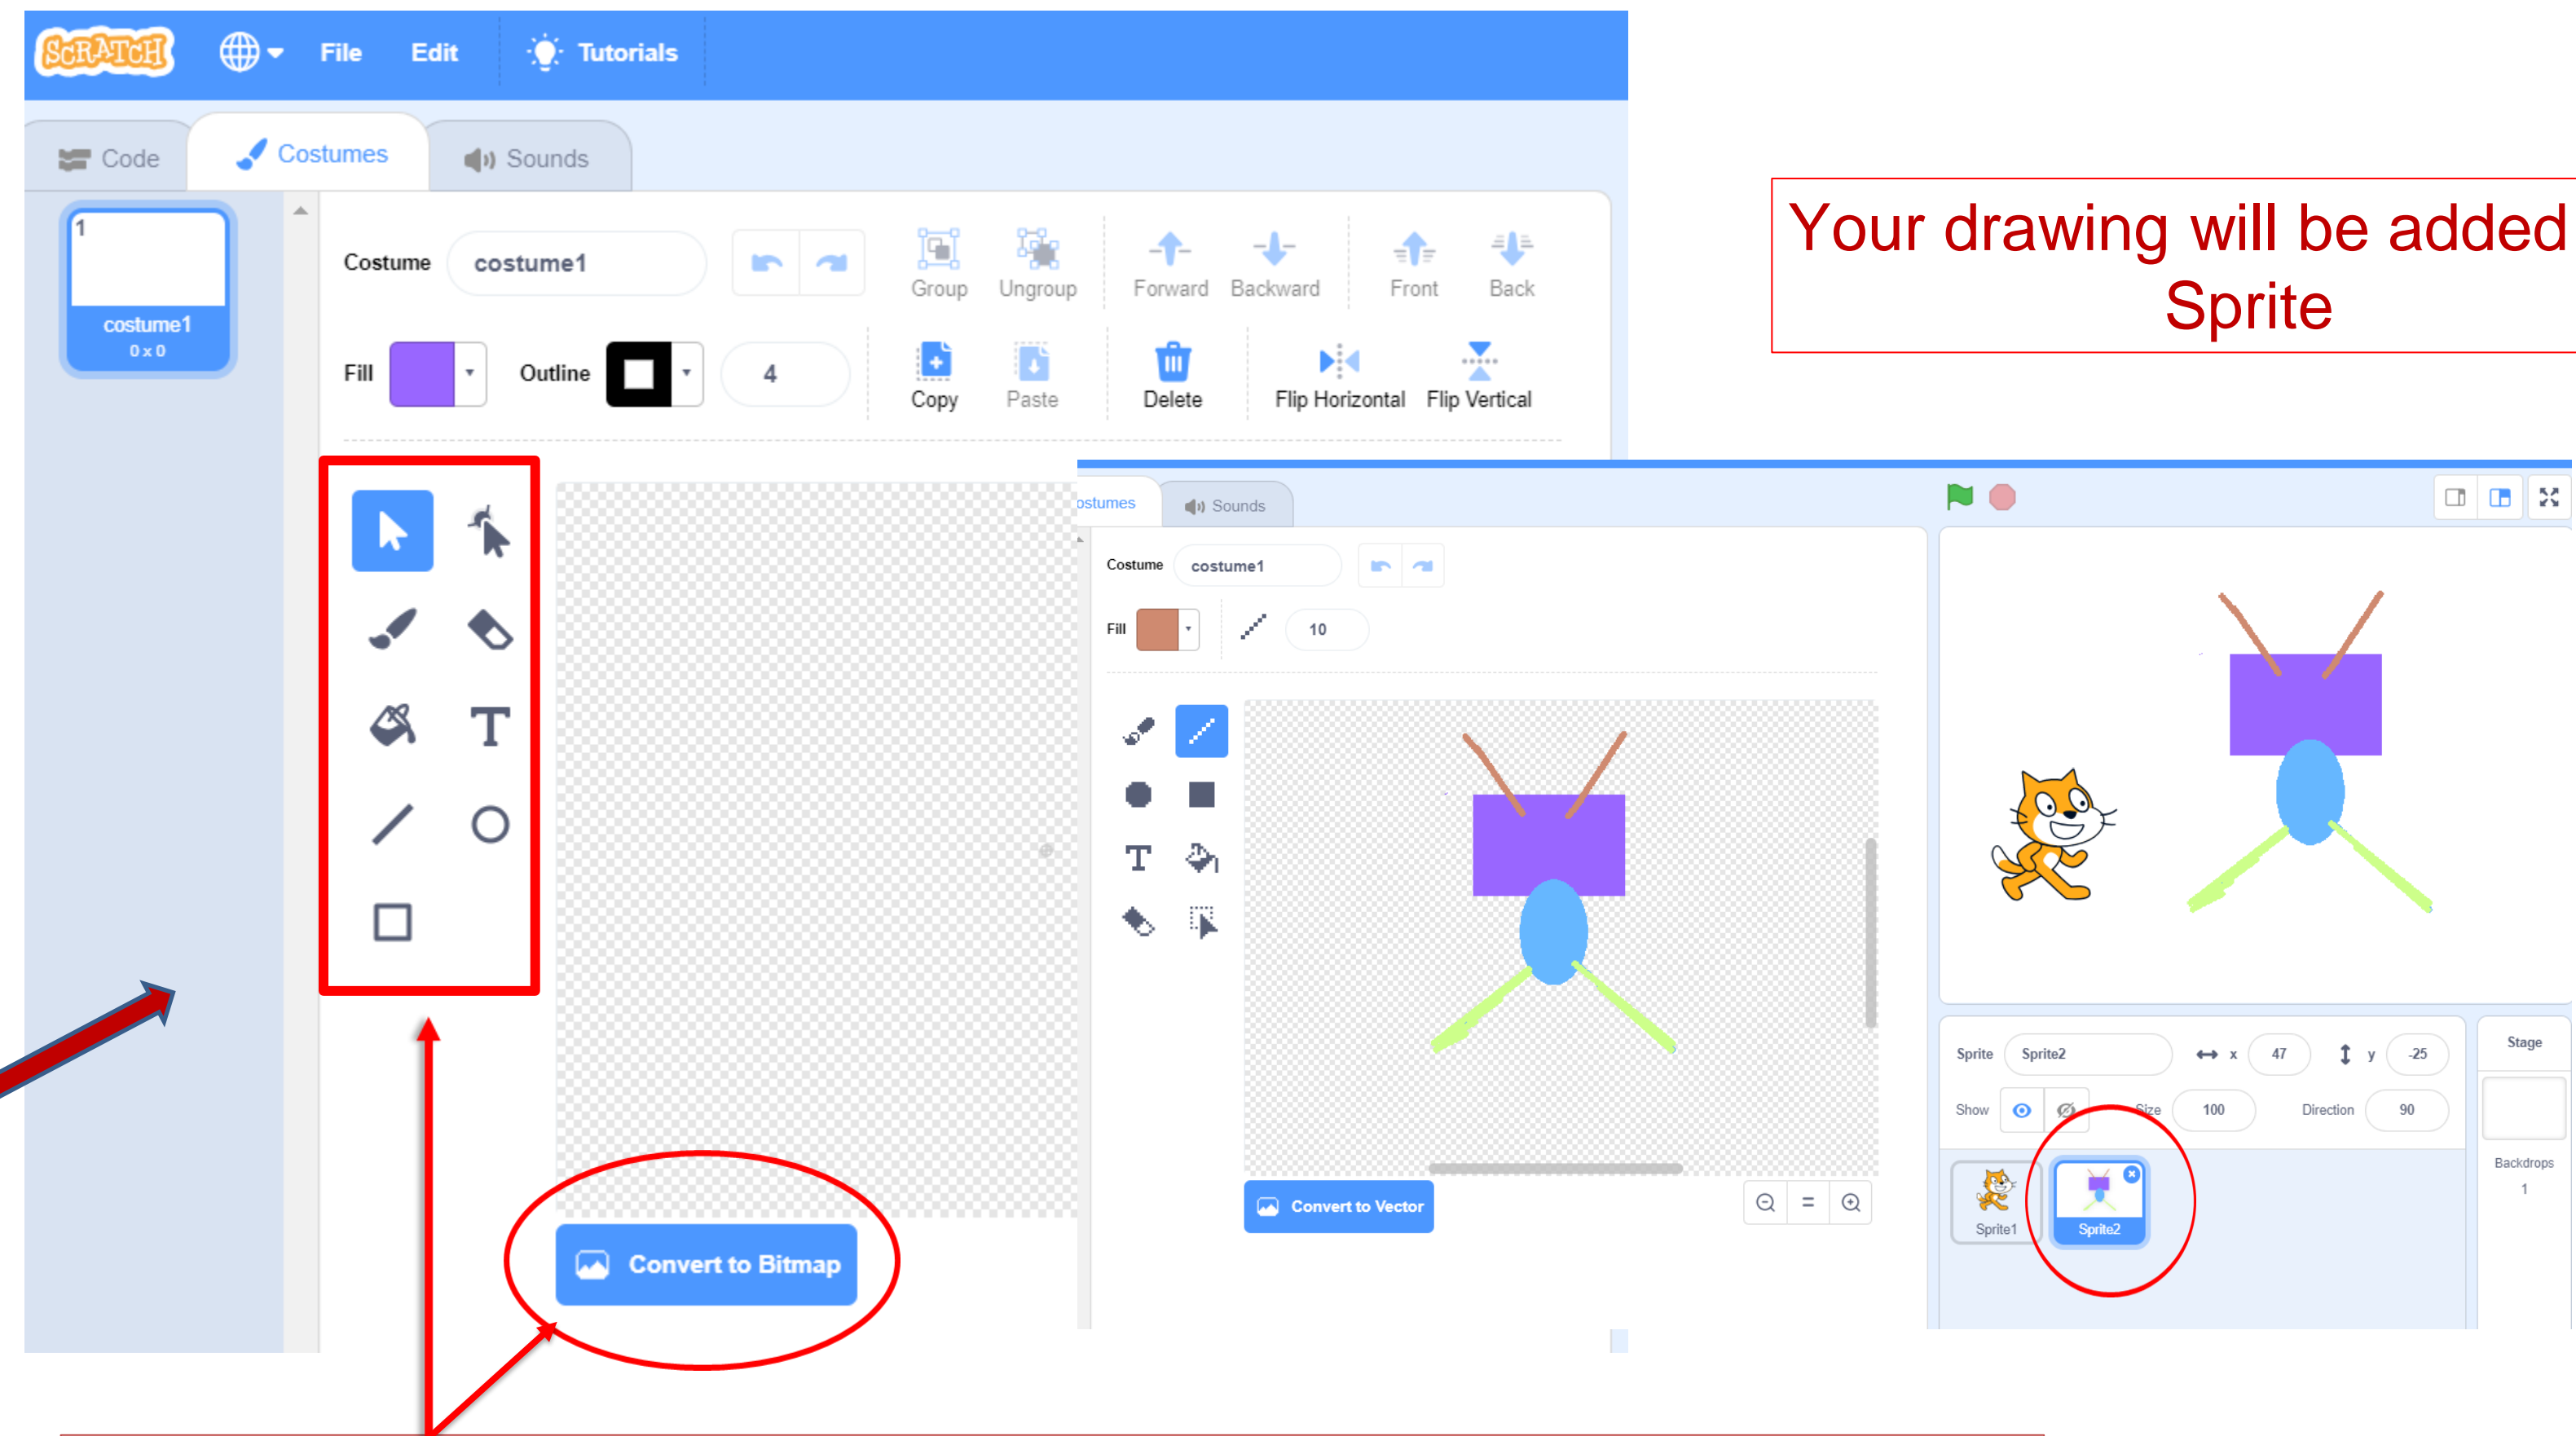 SCRATCH File Edit Tutorials
Code Costumes Sounds
1
costume1
0 x 0
Costume costume1
Group Ungroup Forward Backward Front Back
Fill Outline 4
Copy Paste Delete Flip Horizontal Flip Vertical
T
Convert to Bitmap
Your drawing will be added
Sprite
ostumes Sounds
Costume costume1
Fill 10
T
Convert to Vector
=
Sprite Sprite2 x 47 y -25
Show Size 100 Direction 90
Sprite1 Sprite2
Stage
Backdrops
1